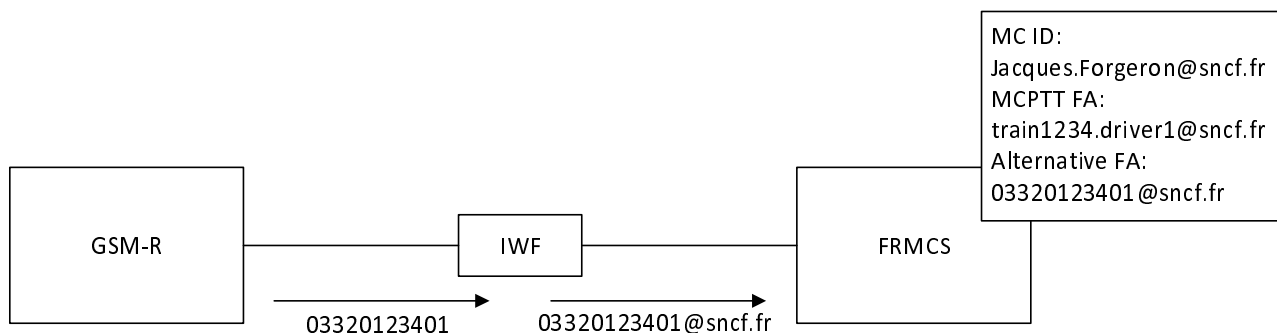 MC ID:
Jacques.Forgeron@sncf.fr
MCPTT FA:
train1234.driver1@sncf.fr
Alternative FA:
03320123401@sncf.fr
GSM-R
IWF
FRMCS
03320123401
03320123401@sncf.fr